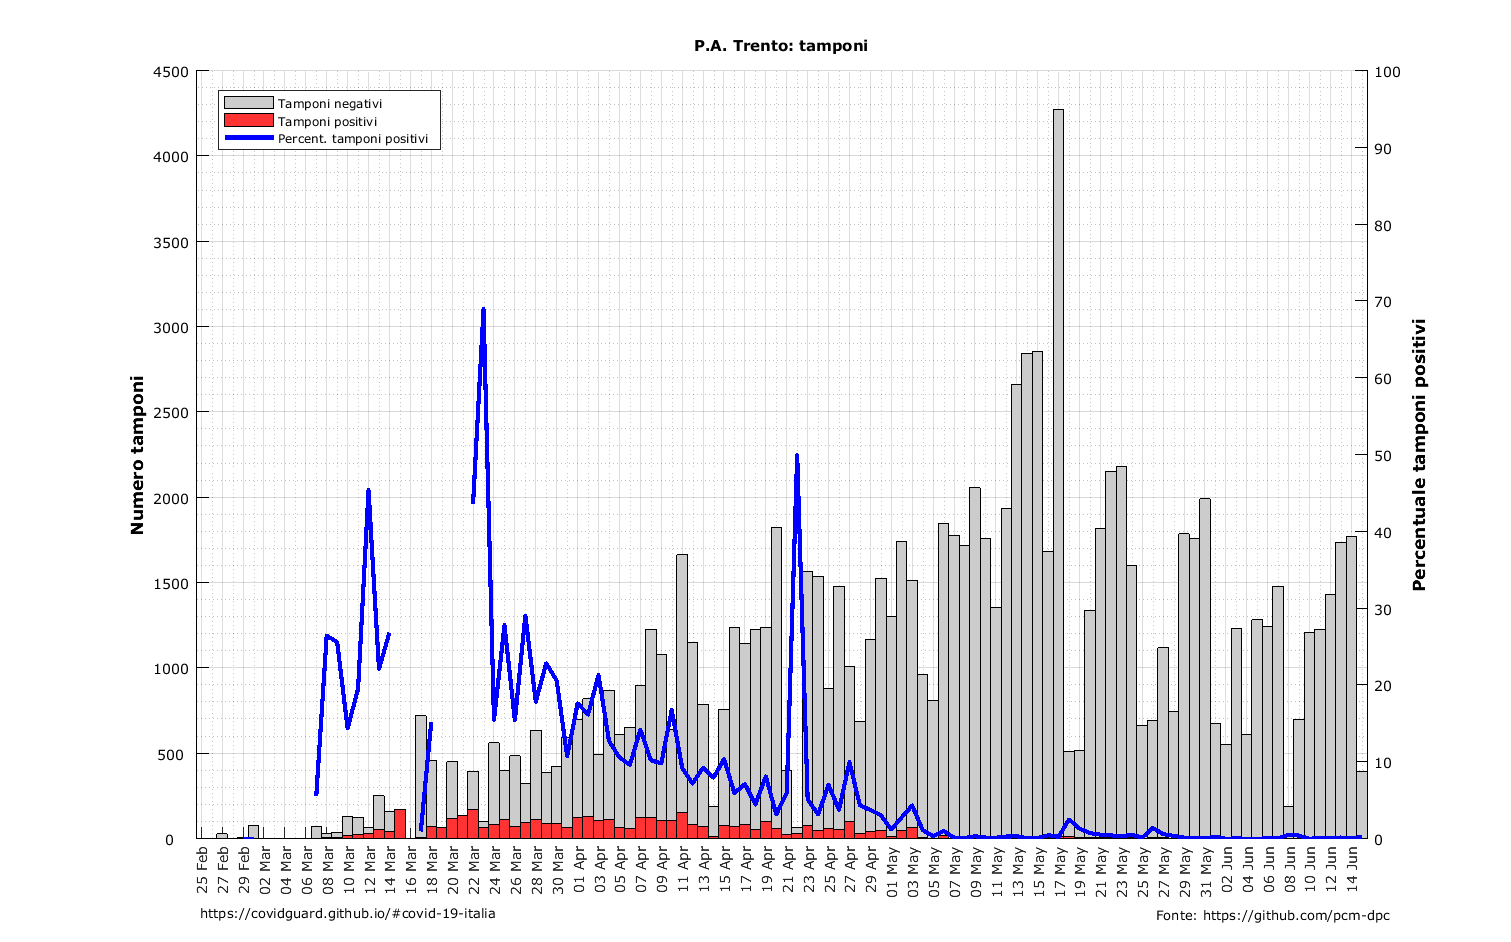 P.A. Trento: tamponi
Tamponi negativi
Tamponi positivi
Percent. tamponi positivi
Numero tamponi
4500
4000
3500
3000
2500
2000
1500
1000
500
0
Percentuale tamponi positivi
100
90
80
70
60
50
40
30
20
10
0
25 Feb
27 Feb
29 Feb
02 Mar
04 Mar
06 Mar
08 Mar
10 Mar
12 Mar
14 Mar
16 Mar
18 Mar
20 Mar
22 Mar
24 Mar
26 Mar
28 Mar
30 Mar
01 Apr
03 Apr
05 Apr
07 Apr
09 Apr
11 Apr
13 Apr
15 Apr
17 Apr
19 Apr
21 Apr
23 Apr
25 Apr
27 Apr
29 Apr
01 May
03 May
05 May
07 May
09 May
11 May
13 May
15 May
17 May
19 May
21 May
23 May
25 May
27 May
29 May
31 May
02 Jun
04 Jun
06 Jun
08 Jun
10 Jun
12 Jun
14 Jun
https://covidguard.github.io/#covid-19-italia
Fonte: https://github.com/pcm-dpc